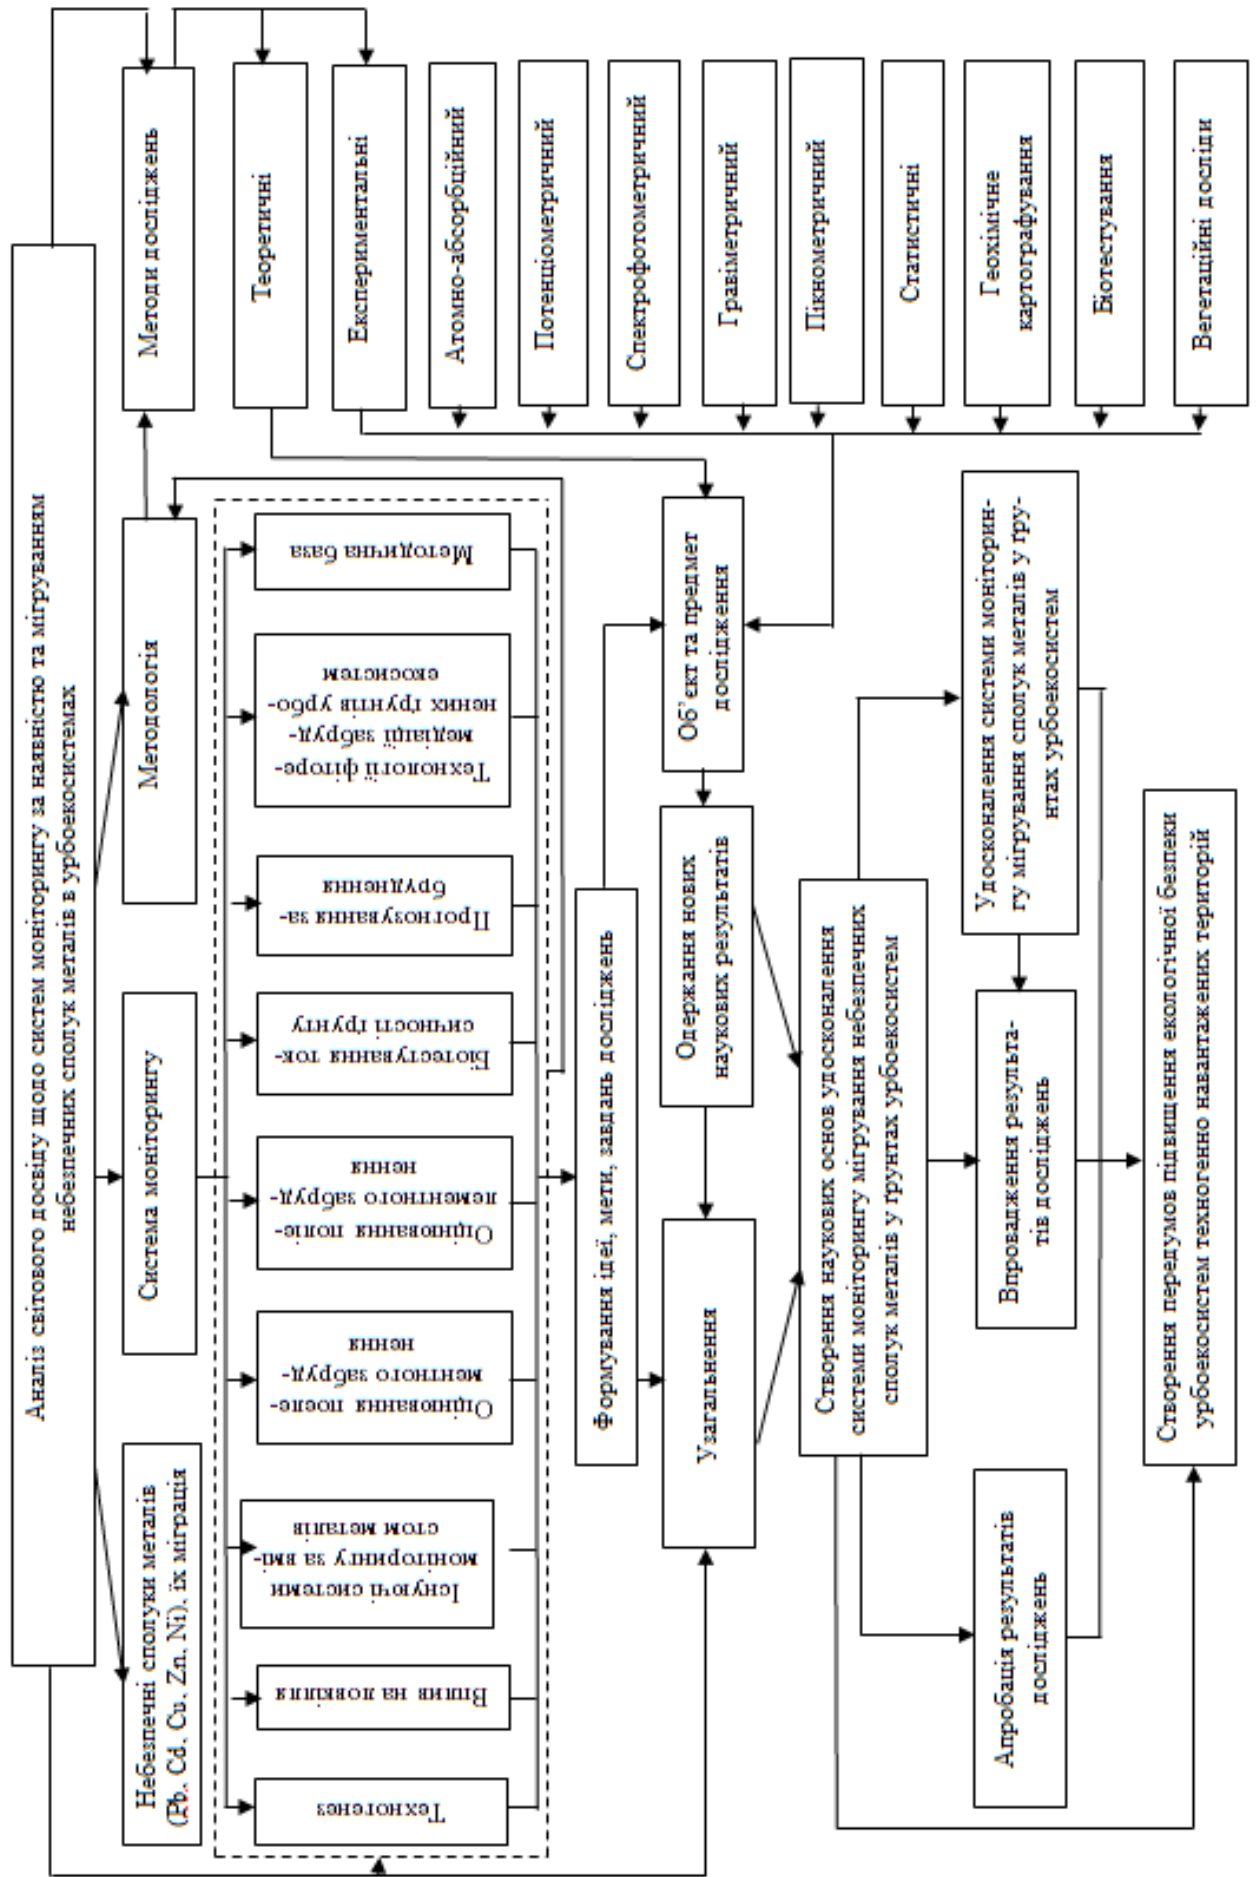 Аналіз світового досвіду щодо систем моніторингу за наявністю та мігруванням
небезпечних сполук металів в урбоекосистемах
Небезпечні сполуки металів
(Pb, Cd, Cu, Zn, Ni), їх міграція
Система моніторингу
Методологія
Методи досліджень
Техногенез
Вплив на довкілля
Існуючі системи
моніторингу за вмі-
стом металів
Оцінювання поеле-
ментного забруд-
нення
Оцінювання поліе-
лементного забруд-
нення
Біотестування ток-
сичності ґрунту
Прогнозування за-
бруднення
Технології фіторе-
медіації забруд-
нених ґрунтів урбо-
екосистем
Методична база
Теоретичні
Експериментальні
Атомно-абсорбційний
Потенціометричний
Спектрофотометричний
Гравіметричний
Пікнометричний
Статистичні
Геохімічне
картографування
Біотестування
Вегетаційні досліди
Формування ідеї, мети, завдань досліджень
Об’єкт та предмет
дослідження
Узагальнення
Одержання нових
наукових результатів
Створення наукових основ удосконалення
системи моніторингу мігрування небезпечних
сполук металів у ґрунтах урбоекосистем
Апробація результатів
досліджень
Впровадження результа-
тів досліджень
Удосконалення системи моніторин-
гу мігрування сполук металів у ґру-
нтах урбоекосистем
Створення передумов підвищення екологічної безпеки
урбоекосистем техногенно навантажених територій